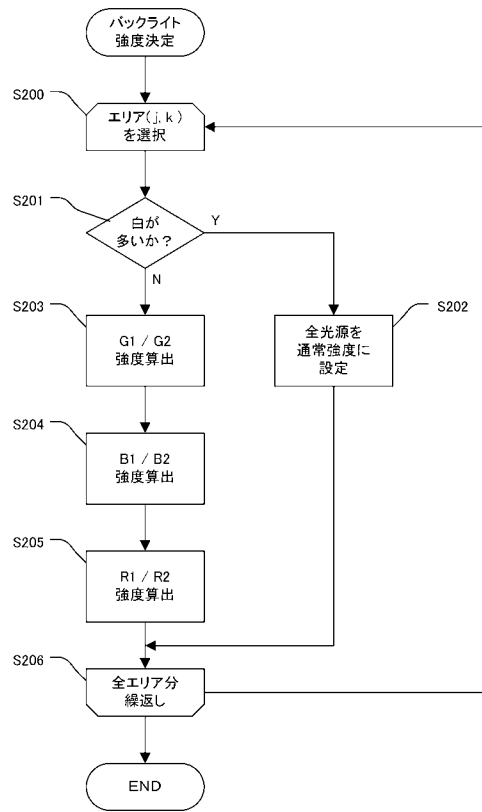 バックライト
強度決定
S200
エリア(j,k)
を選択
S201
白が
多いか？
Y
N
S203
G1 / G2
強度算出
S202
全光源を
通常強度に
設定
S204
B1 / B2
強度算出
S205
R1 / R2
強度算出
S206
全エリア分
繰返し
END